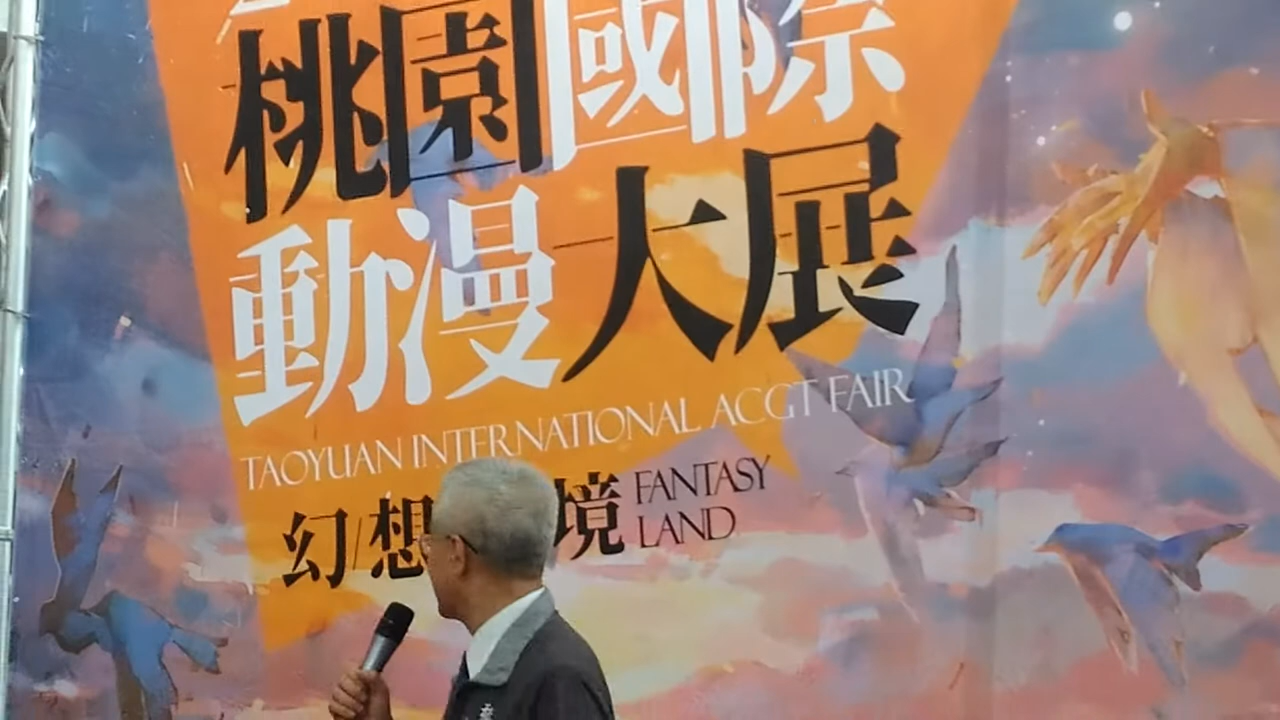 桃園國際
動漫大展
TAOYUAN INTERNATIONAL ACGT FAIR
幻/想 境 FANTASY
LAND